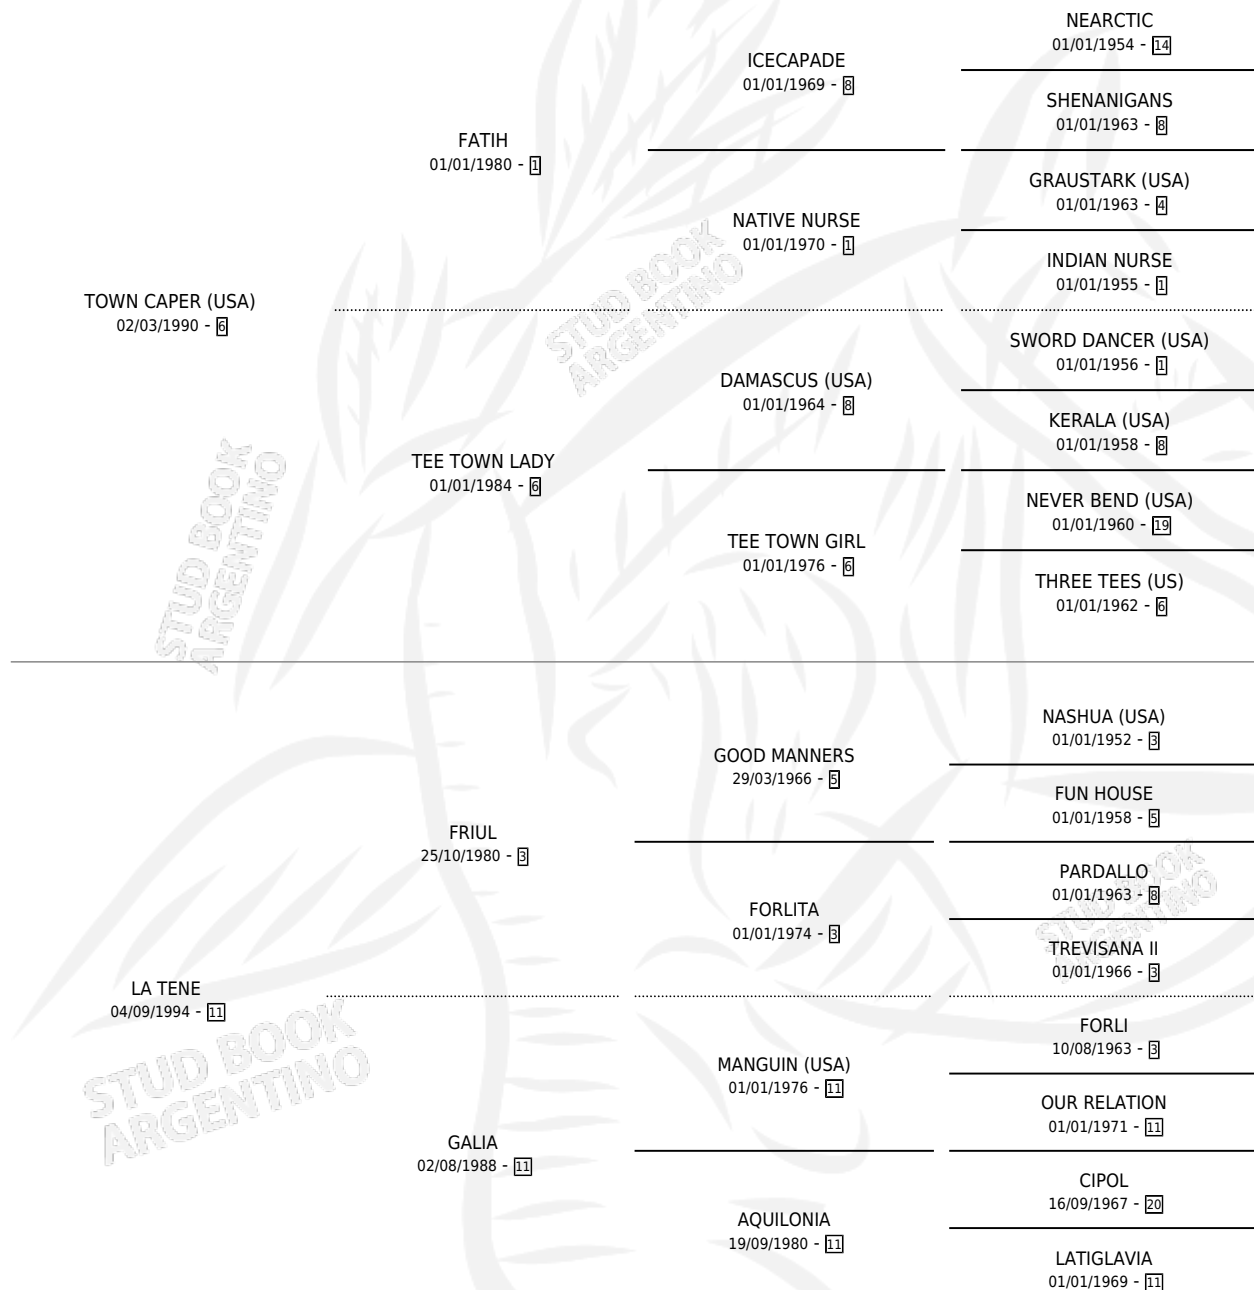 NEARCTIC
01/01/1954 - 14
ICECAPADE
01/01/1969 - 8
SHENANIGANS
01/01/1963 - 8
FATIH
01/01/1980 - 1
GRAUSTARK (USA)
01/01/1963 - 4
NATIVE NURSE
01/01/1970 - 1
INDIAN NURSE
01/01/1955 - 1
TOWN CAPER (USA)
02/03/1990 - 6
SWORD DANCER (USA)
01/01/1956 - 1
DAMASCUS (USA)
01/01/1964 - 8
KERALA (USA)
01/01/1958 - 8
TEE TOWN LADY
01/01/1984 - 6
NEVER BEND (USA)
01/01/1960 - 19
TEE TOWN GIRL
01/01/1976 - 6
THREE TEES (US)
01/01/1962 - 6
NASHUA (USA)
01/01/1952 - 3
GOOD MANNERS
29/03/1966 - 5
FUN HOUSE
01/01/1958 - 5
FRIUL
25/10/1980 - 3
PARDALLO
01/01/1963 - 8
FORLITA
01/01/1974 - 3
TREVISANA II
01/01/1966 - 3
LA TENE
04/09/1994 - 11
FORLI
10/08/1963 - 3
MANGUIN (USA)
01/01/1976 - 11
OUR RELATION
01/01/1971 - 11
GALIA
02/08/1988 - 11
CIPOL
16/09/1967 - 20
AQUILONIA
19/09/1980 - 11
LATIGLAVIA
01/01/1969 - 11
STUD BOOK
ARGENTINO
STUD BOOK
ARGENTINO
STUD BOOK
ARGENTINO
STUD BOOK
ARGENTINO